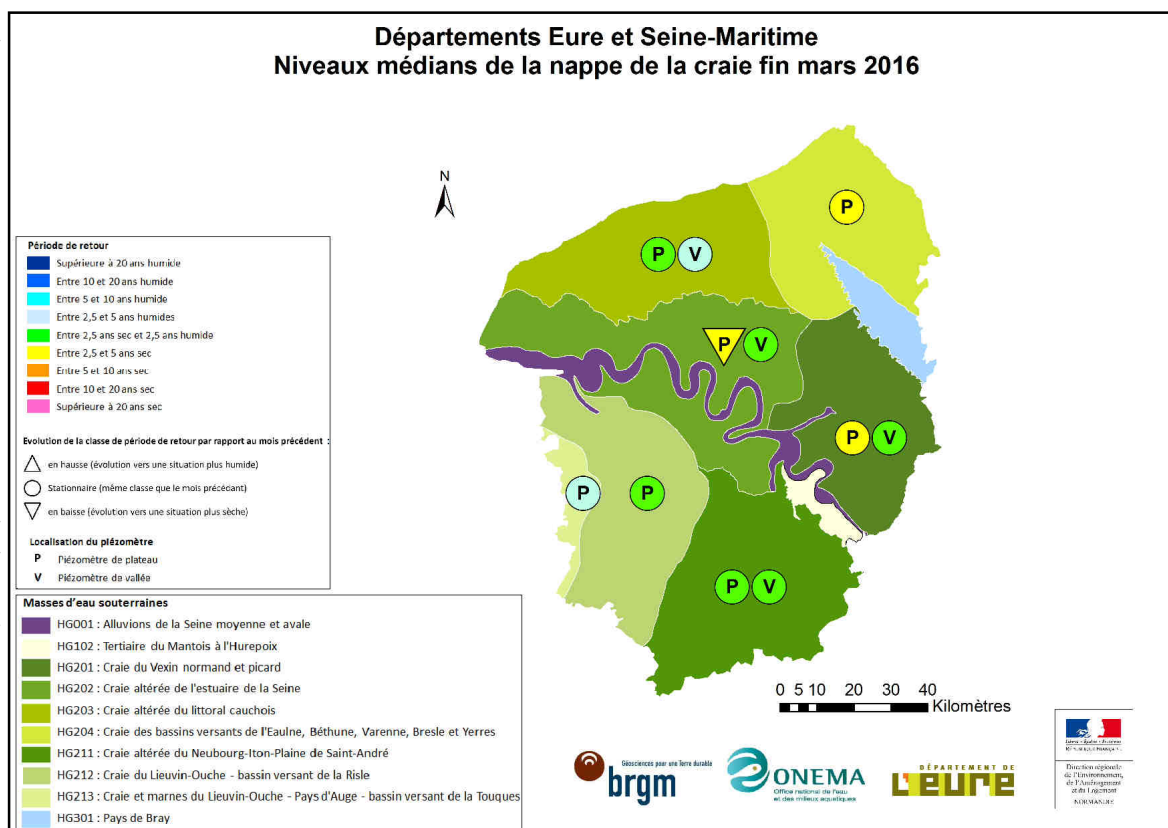 Départements Eure et Seine-Maritime
Niveaux médians de la nappe de la craie fin mars 2016
N
Période de retour
Supérieure à 20 ans humide
Entre 10 et 20 ans humide
Entre 5 et 10 ans humide
Entre 2,5 et 5 ans humides
Entre 2,5 ans sec et 2,5 ans humide
Entre 2,5 et 5 ans sec
Entre 5 et 10 ans sec
Entre 10 et 20 ans sec
Supérieure à 20 ans sec
Evolution de la classe de période de retour par rapport au mois précédent :
en hausse (évolution vers une situation plus humide)
Stationnaire (même classe que le mois précédant)
en baisse (évolution vers une situation plus sèche)
Localisation du piézomètre
P Piézomètre de plateau
V Piézomètre de vallée
P
P V
P V
P V
P P
P V
Masses d'eau souterraines
HG001 : Alluvions de la Seine moyenne et avale
HG102 : Tertiaire du Mantois à l'Hurepoix
HG201 : Craie du Vexin normand et picard
HG202 : Craie altérée de l'estuaire de la Seine
HG203 : Craie altérée du littoral cauchois
HG204 : Craie des bassins versants de l'Eaulne, Béthune, Varenne, Bresle et Yerres
HG211 : Craie altérée du Neubourg-Iton-Plaine de Saint-André
HG212 : Craie du Lieuvin-Ouche - bassin versant de la Risle
HG213 : Craie et marnes du Lieuvin-Ouche - Pays d'Auge - bassin versant de la Touques
HG301 : Pays de Bray
0 5 10 20 30 40
Kilomètres
Géosciences pour une Terre durable
brgm
ONEMA
Office national de l'eau
et des milieux aquatiques
DÉPARTEMENT DE
L'EURE
Liberté • Égalité • Fraternité
RÉPUBLIQUE FRANÇAISE
Direction régionale
de l'Environnement,
de l'Aménagement
et du Logement
NORMANDIE